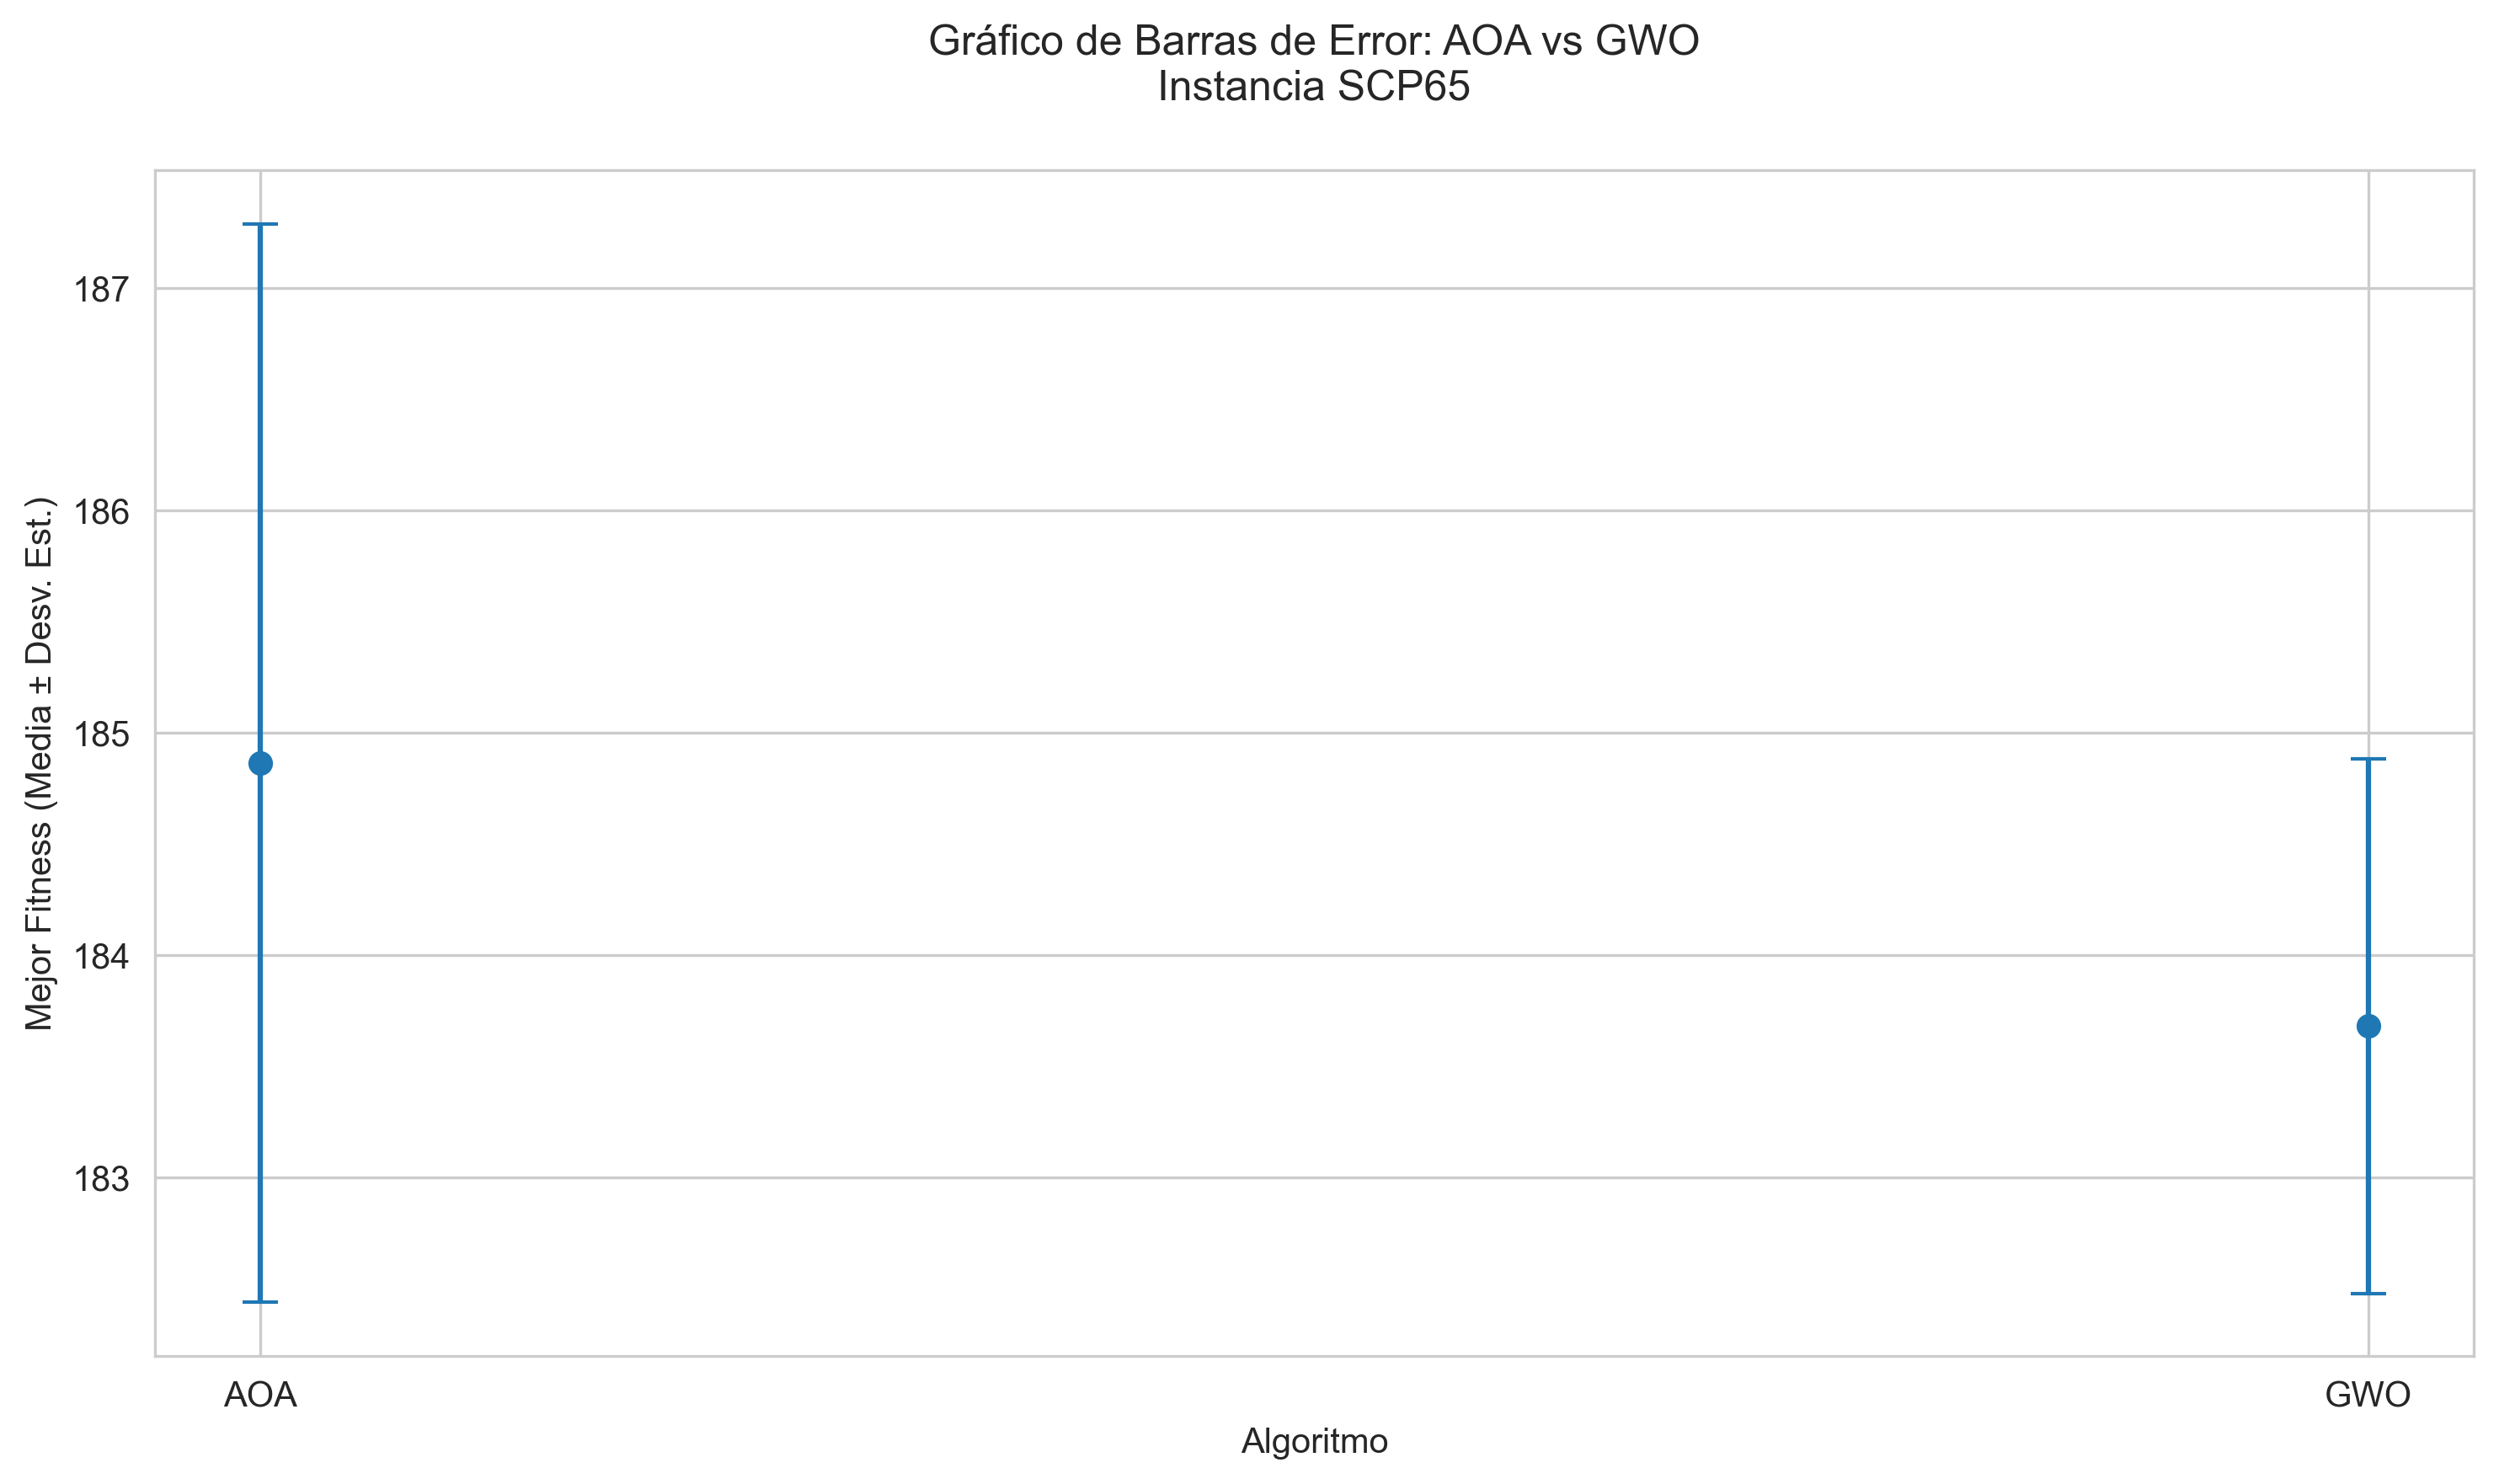 Gráfico de Barras de Error: AOA vs GWO
Instancia SCP65
Mejor Fitness (Media ± Desv. Est.)
187
186
185
184
183
AOA
GWO
Algoritmo